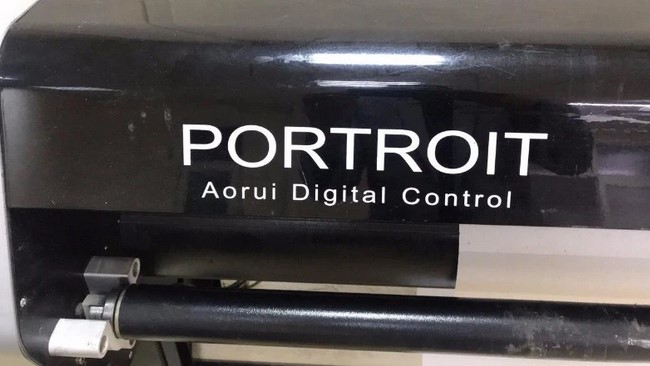 PORTROIT
Aorui Digital Control